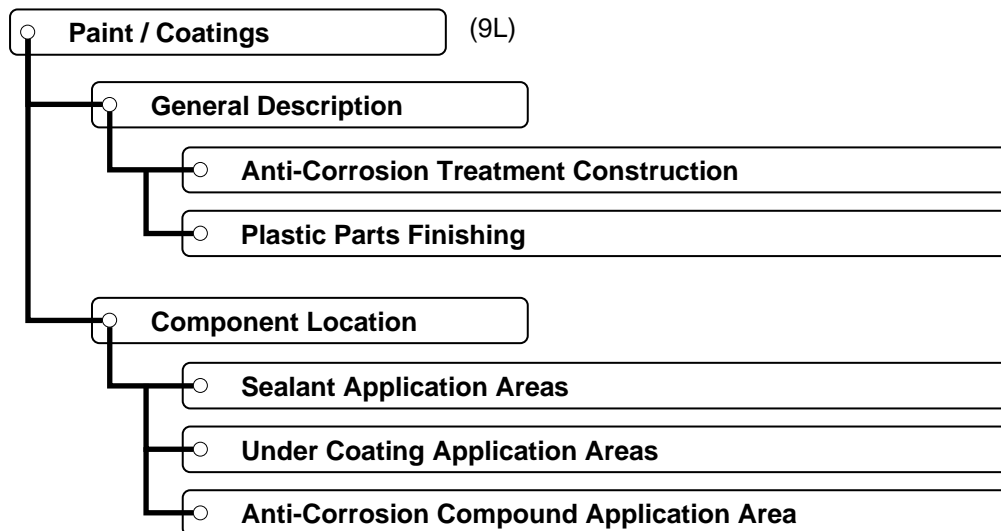 Paint / Coatings (9L)
General Description
Anti-Corrosion Treatment Construction
Plastic Parts Finishing
Component Location
Sealant Application Areas
Under Coating Application Areas
Anti-Corrosion Compound Application Area